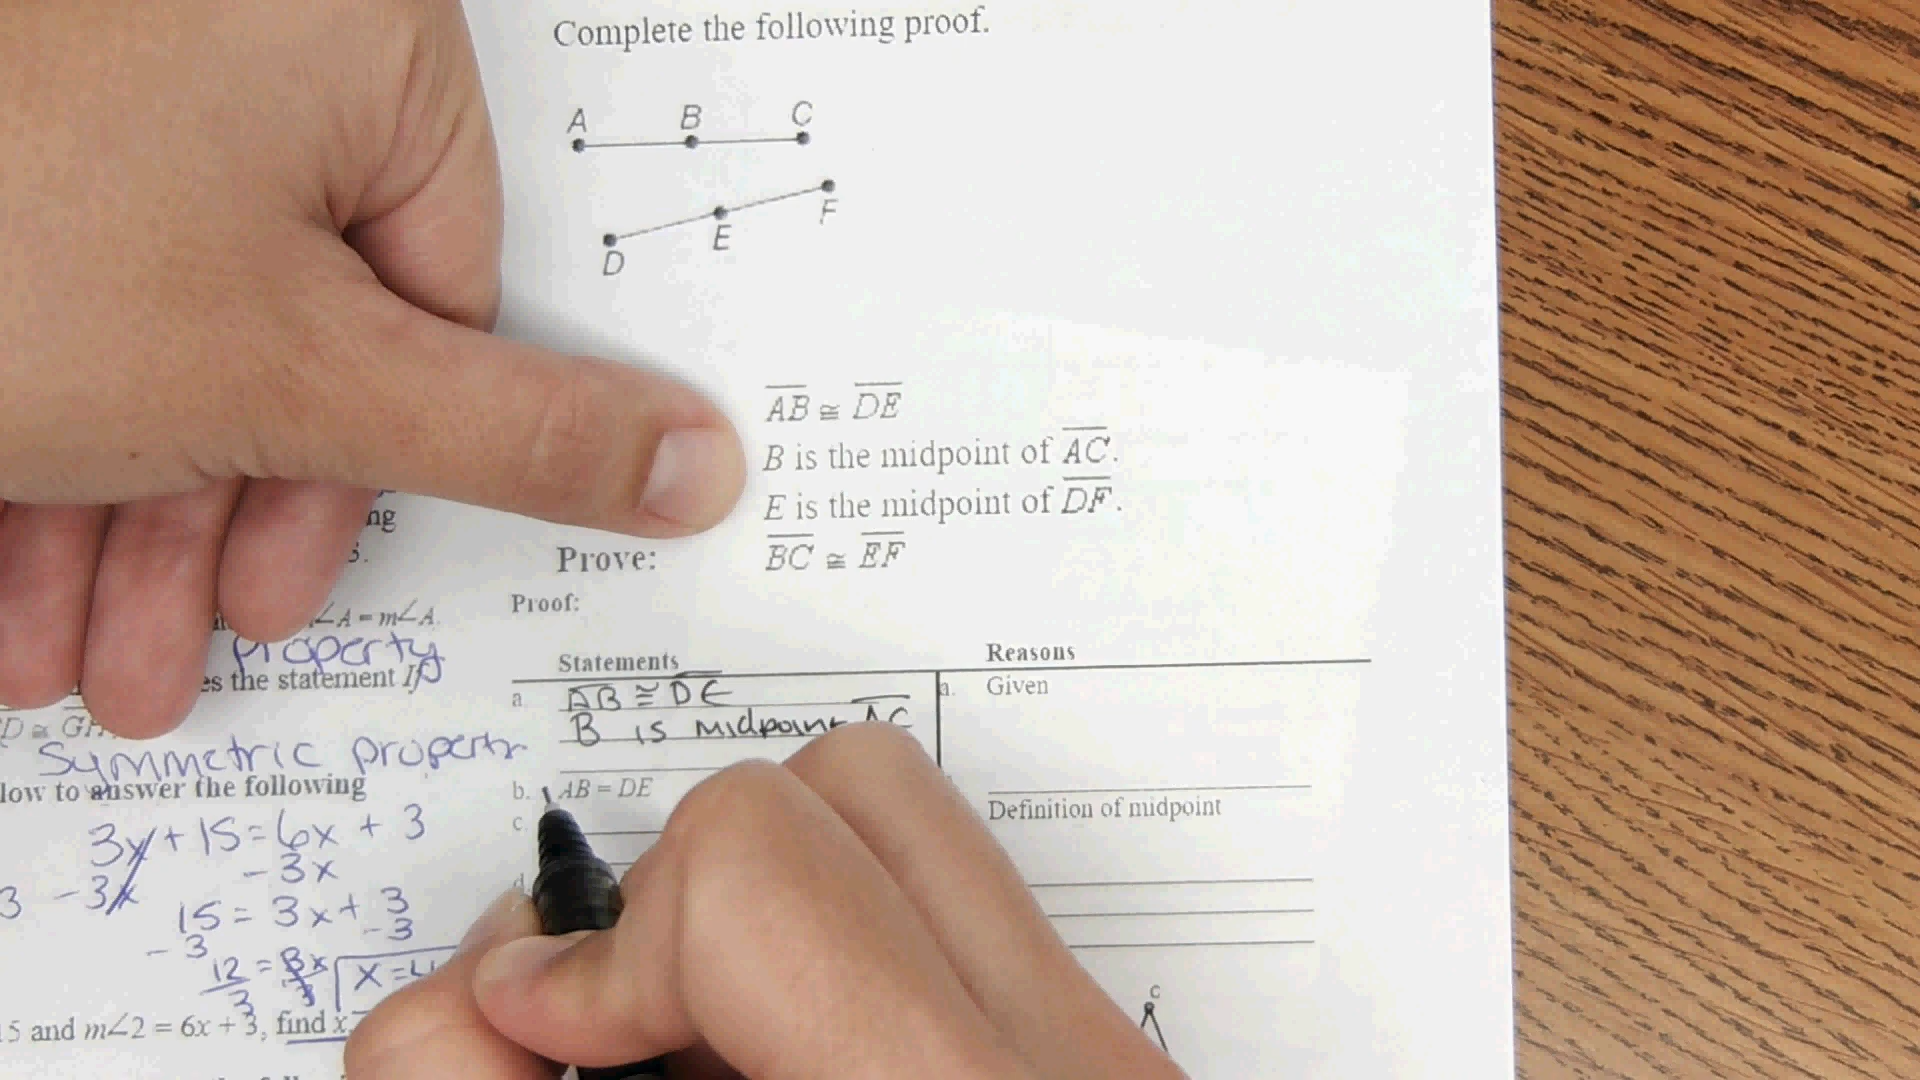 Complete the following proof.
A B C
F
E
D
AB ≅ DE
B is the midpoint of AC.
E is the midpoint of DF.
Prove: BC ≅ EF
Proof:
Statements Reasons
a AB ≅ DE a. Given
B is midpoint AC
b. AB = DE
c Definition of midpoint
d
C
ng
3.
∠A = m∠A.
property
es the statement If
D ≅
Symmetric
low to answer the following
3x + 15 = 6x + 3
3 - 3x - 3x
15 = 3x + 3
- 3 - 3
12 = 3x x = 4
3 3
5 and m∠2 = 6x + 3, find x.